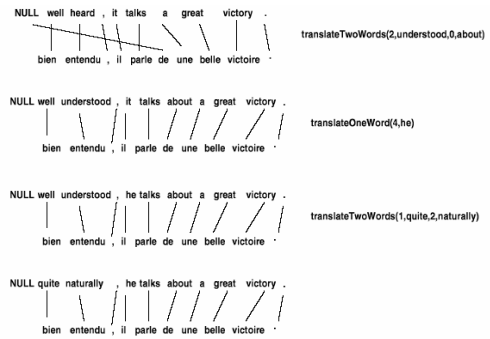 NULL well heard , it talks a great victory .
translateTwoWords(2,understood,0,about)
bien entendu , il parle de une belle victoire .
NULL well understood , it talks about a great victory .
translateOneWord(4,he)
bien entendu , il parle de une belle victoire .
NULL well understood , he talks about a great victory .
translateTwoWords(1,quite,2,naturally)
bien entendu , il parle de une belle victoire .
NULL quite naturally , he talks about a great victory .
bien entendu , il parle de une belle victoire .